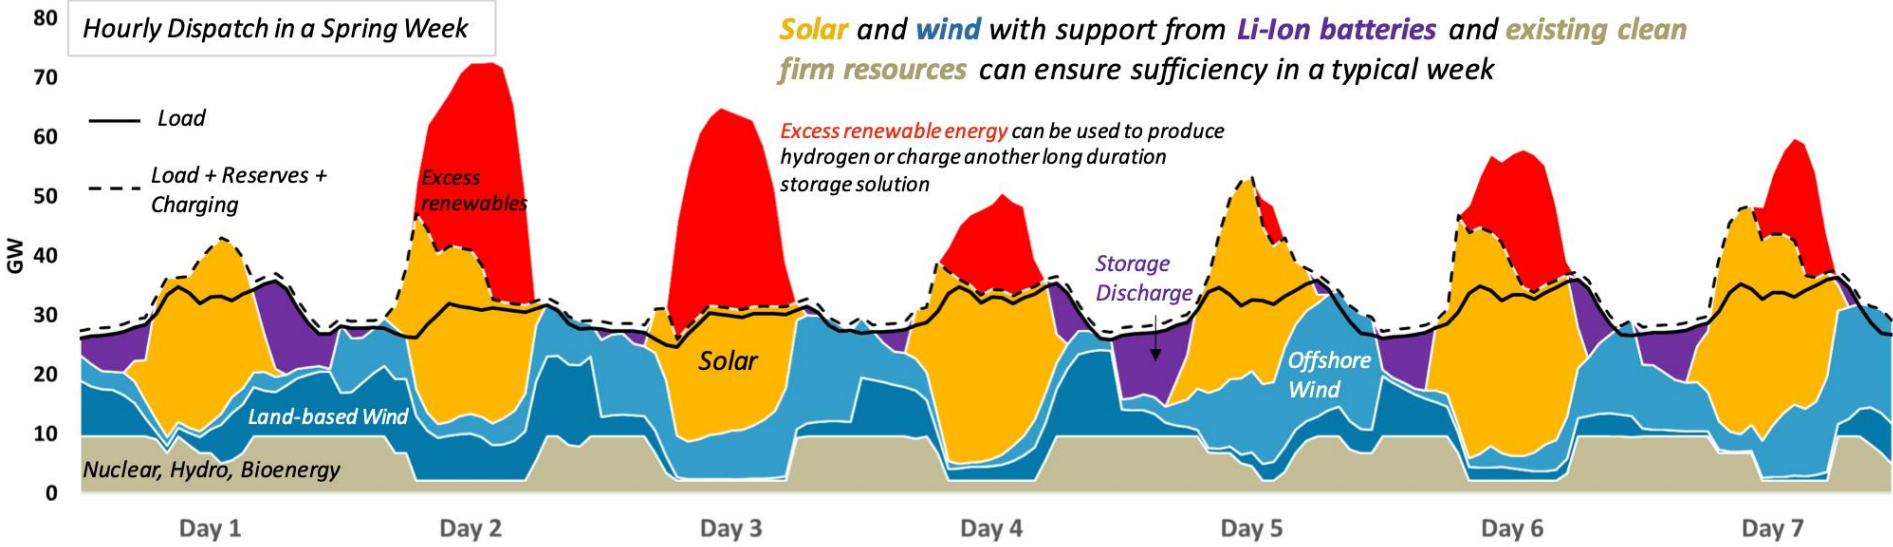 Hourly Dispatch in a Spring Week
Solar and wind with support from Li-Ion batteries and existing clean
firm resources can ensure sufficiency in a typical week
Excess renewable energy can be used to produce
hydrogen or charge another long duration
storage solution
Load
Load + Reserves +
Charging
Excess
renewables
Storage
Discharge
Solar
Offshore
Wind
Land-based Wind
Nuclear, Hydro, Bioenergy
GW
80
70
60
50
40
30
20
10
0
Day 1
Day 2
Day 3
Day 4
Day 5
Day 6
Day 7